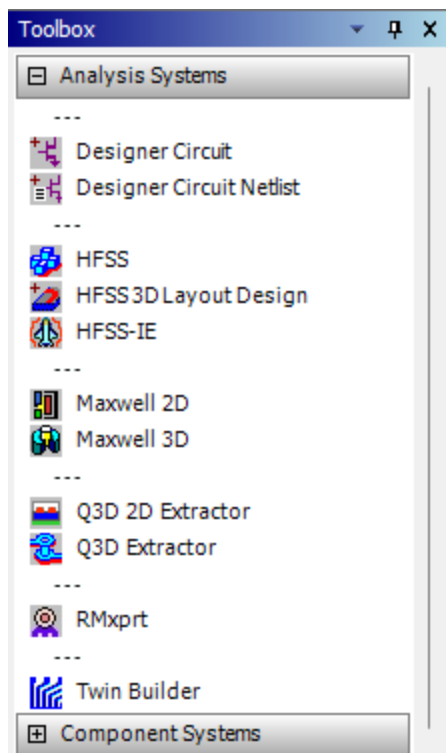 Toolbox
Analysis Systems
---
Designer Circuit
Designer Circuit Netlist
---
HFSS
HFSS 3D Layout Design
HFSS-IE
---
Maxwell 2D
Maxwell 3D
---
Q3D 2D Extractor
Q3D Extractor
---
RMxprt
---
Twin Builder
Component Systems